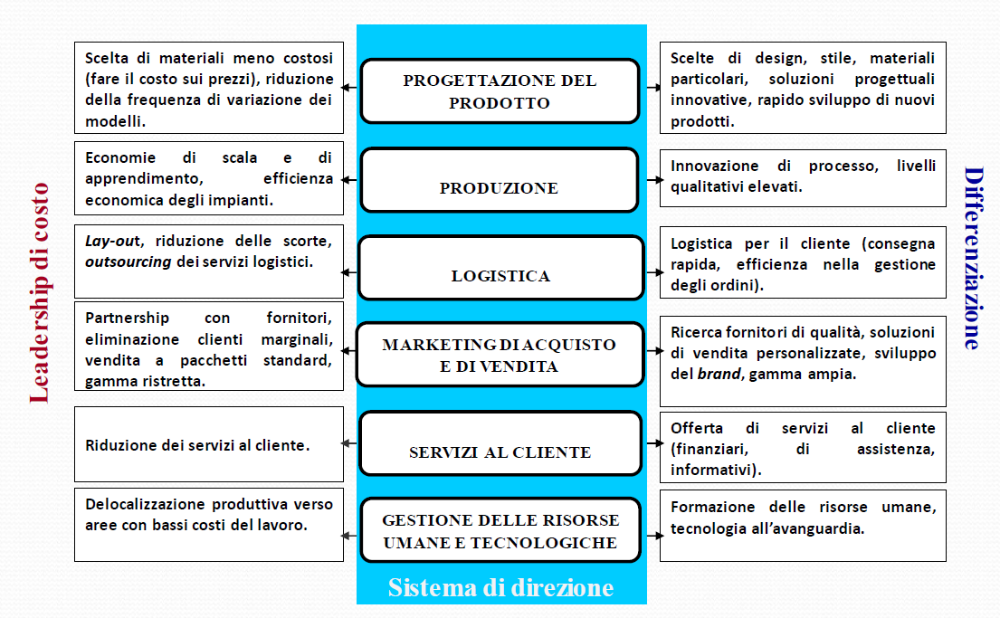 Leadership di costo
Scelta di materiali meno costosi
(fare il costo sui prezzi), riduzione
della frequenza di variazione dei
modelli.
PROGETTAZIONE DEL
PRODOTTO
Scelte di design, stile, materiali
particolari, soluzioni progettuali
innovative, rapido sviluppo di nuovi
prodotti.
Economie di scala e di
apprendimento, efficienza
economica degli impianti.
PRODUZIONE
Innovazione di processo, livelli
qualitativi elevati.
Lay-out, riduzione delle scorte,
outsourcing dei servizi logistici.
LOGISTICA
Logistica per il cliente (consegna
rapida, efficienza nella gestione
degli ordini).
Partnership con fornitori,
eliminazione clienti marginali,
vendita a pacchetti standard,
gamma ristretta.
MARKETING DI ACQUISTO
E DI VENDITA
Ricerca fornitori di qualità, soluzioni
di vendita personalizzate, sviluppo
del brand, gamma ampia.
Riduzione dei servizi al cliente.
SERVIZI AL CLIENTE
Offerta di servizi al cliente
(finanziari, di assistenza,
informativi).
Delocalizzazione produttiva verso
aree con bassi costi del lavoro.
GESTIONE DELLE RISORSE
UMANE E TECNOLOGICHE
Formazione delle risorse umane,
tecnologia all’avanguardia.
Sistema di direzione
Differenziazione